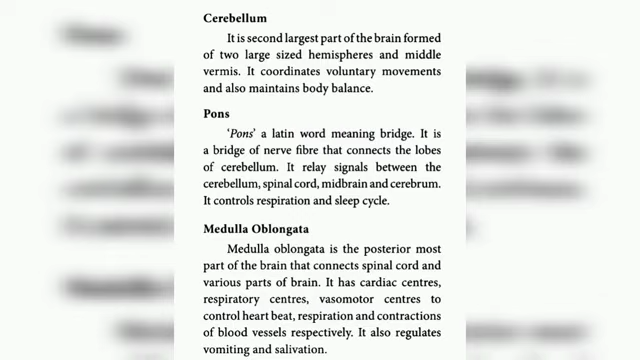 Cerebellum
It is second largest part of the brain formed
of two large sized hemispheres and middle
vermis. It coordinates voluntary movements
and also maintains body balance.
Pons
‘Pons’ a latin word meaning bridge. It is
a bridge of nerve fibre that connects the lobes
of cerebellum. It relay signals between the
cerebellum, spinal cord, midbrain and cerebrum.
It controls respiration and sleep cycle.
Medulla Oblongata
Medulla oblongata is the posterior most
part of the brain that connects spinal cord and
various parts of brain. It has cardiac centres,
respiratory centres, vasomotor centres to
control heart beat, respiration and contractions
of blood vessels respectively. It also regulates
vomiting and salivation.